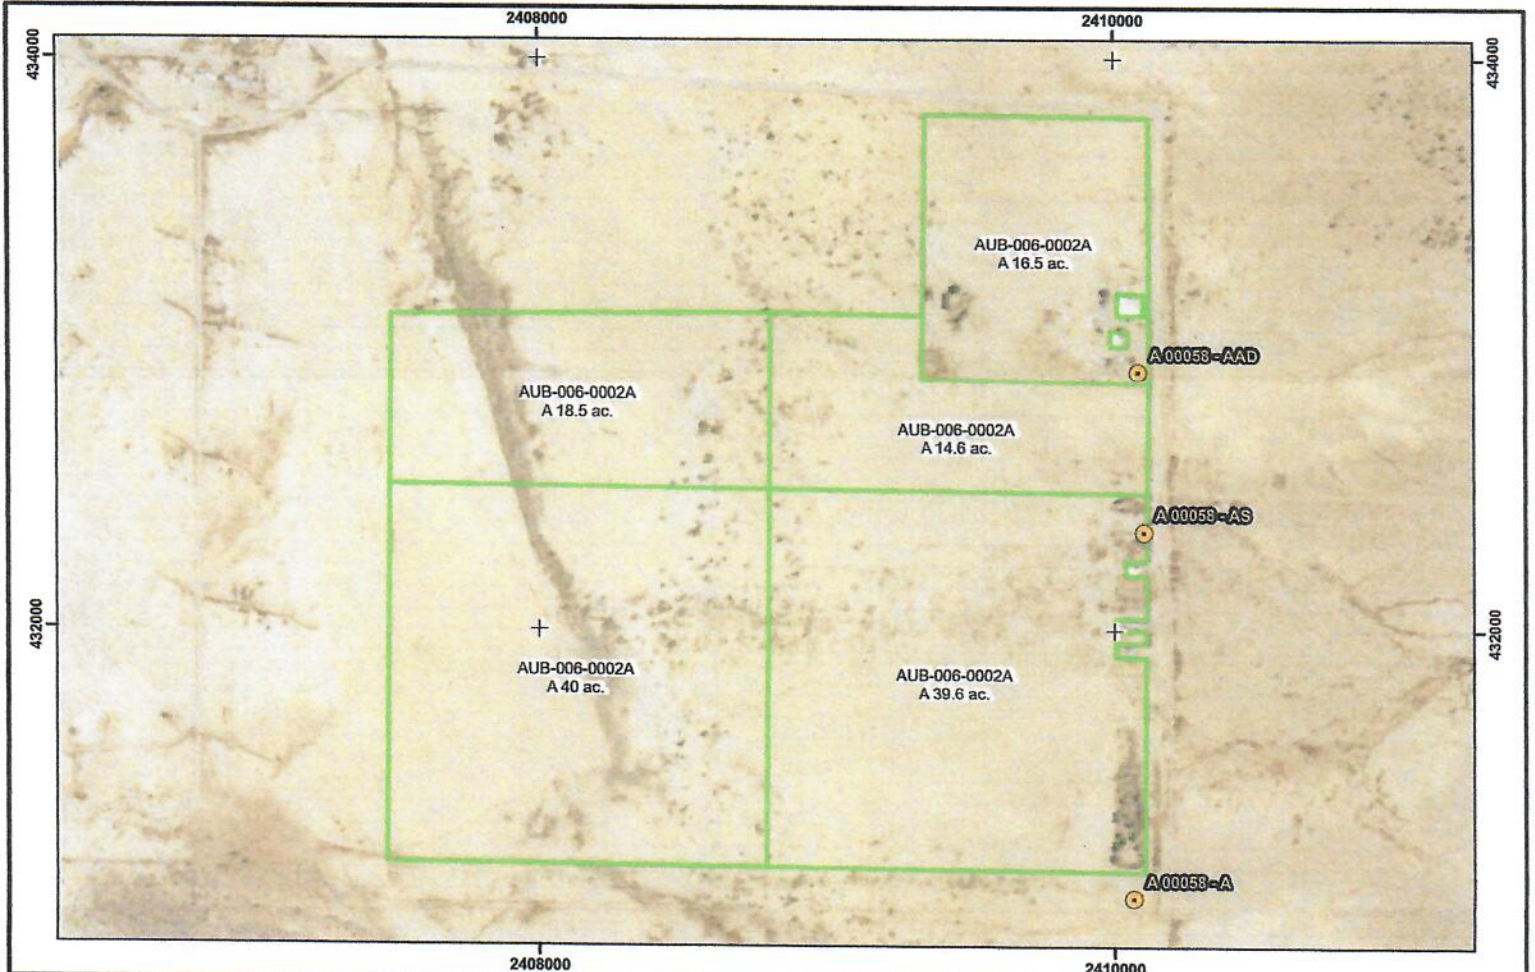 2408000
2410000
434000
434000
AUB-006-0002A
A 16.5 ac.
A 00058 - AAD
AUB-006-0002A
A 18.5 ac.
AUB-006-0002A
A 14.6 ac.
A 00058 - AS
432000
432000
AUB-006-0002A
A 40 ac.
AUB-006-0002A
A 39.6 ac.
A 00058 - A
2408000
2410000